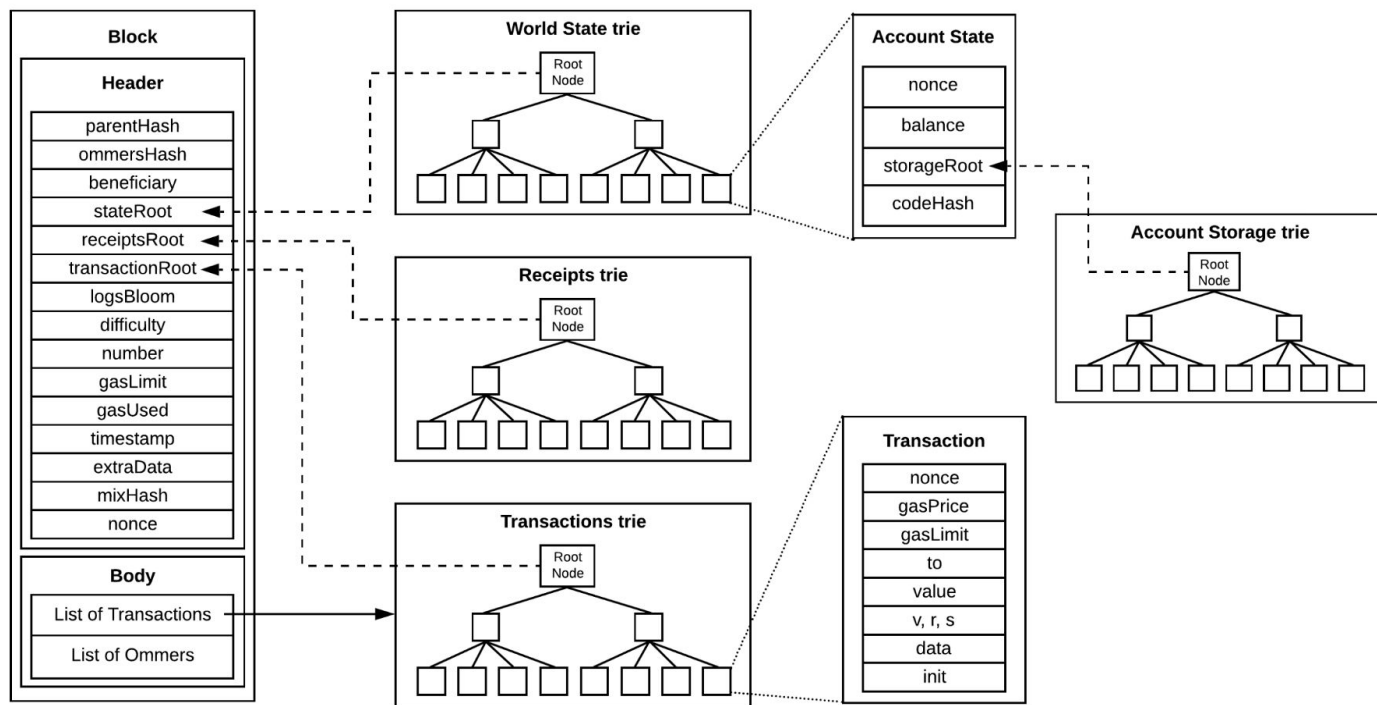 Block
Header
parentHash
ommersHash
beneficiary
stateRoot
receiptsRoot
transactionRoot
logsBloom
difficulty
number
gasLimit
gasUsed
timestamp
extraData
mixHash
nonce
Body
List of Transactions
List of Ommers
World State trie
Root
Node
Receipts trie
Root
Node
Transactions trie
Root
Node
Account State
nonce
balance
storageRoot
codeHash
Account Storage trie
Root
Node
Transaction
nonce
gasPrice
gasLimit
to
value
v, r, s
data
init